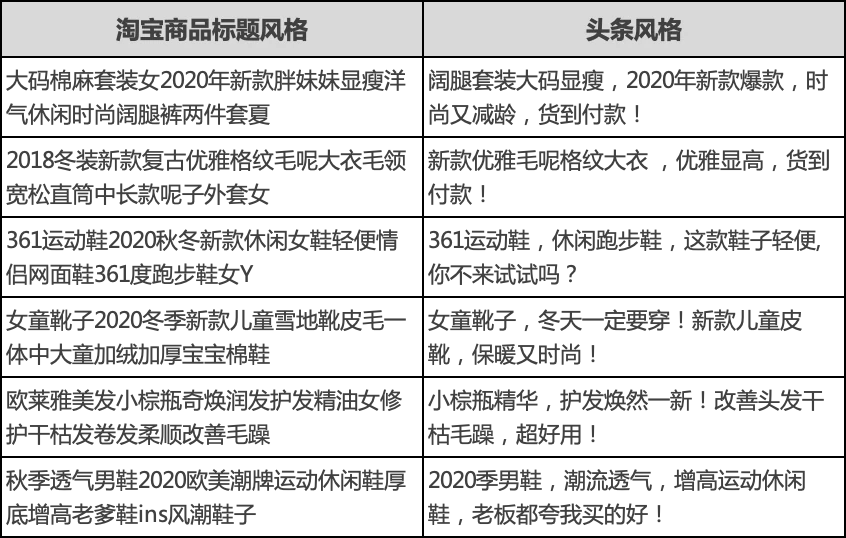 淘宝商品标题风格
头条风格
大码棉麻套装女2020年新款胖妹妹显瘦洋
气休闲时尚阔腿裤两件套夏
阔腿套装大码显瘦，2020年新款爆款，时
尚又减龄，货到付款！
2018冬装新款复古优雅格纹毛呢大衣毛领
宽松直筒中长款呢子外套女
新款优雅毛呢格纹大衣 ，优雅显高，货到
付款！
361运动鞋2020秋冬新款休闲女鞋轻便情
侣网面鞋361度跑步鞋女Y
361运动鞋，休闲跑步鞋，这款鞋子轻便,
你不来试试吗？
女童靴子2020冬季新款儿童雪地靴皮毛一
体中大童加绒加厚宝宝棉鞋
女童靴子，冬天一定要穿！新款儿童皮
靴，保暖又时尚！
欧莱雅美发小棕瓶奇焕润发护发精油女修
护干枯发卷发柔顺改善毛躁
小棕瓶精华，护发焕然一新！改善头发干
枯毛躁，超好用！
秋季透气男鞋2020欧美潮牌运动休闲鞋厚
底增高老爹鞋ins风潮鞋子
2020季男鞋，潮流透气，增高运动休闲
鞋，老板都夸我买的好！